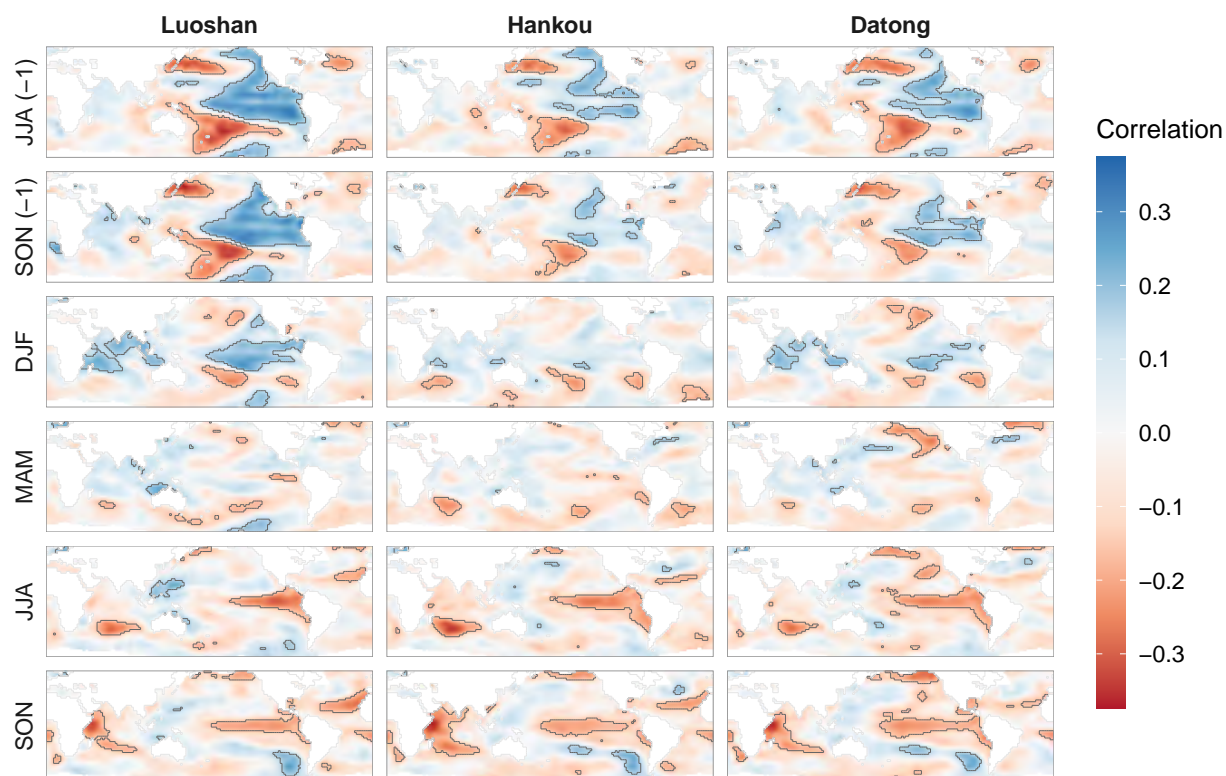 Luoshan Hankou Datong
JJA (−1)
SON (−1)
DJF
MAM
JJA
SON
Correlation
0.3
0.2
0.1
0.0
−0.1
−0.2
−0.3